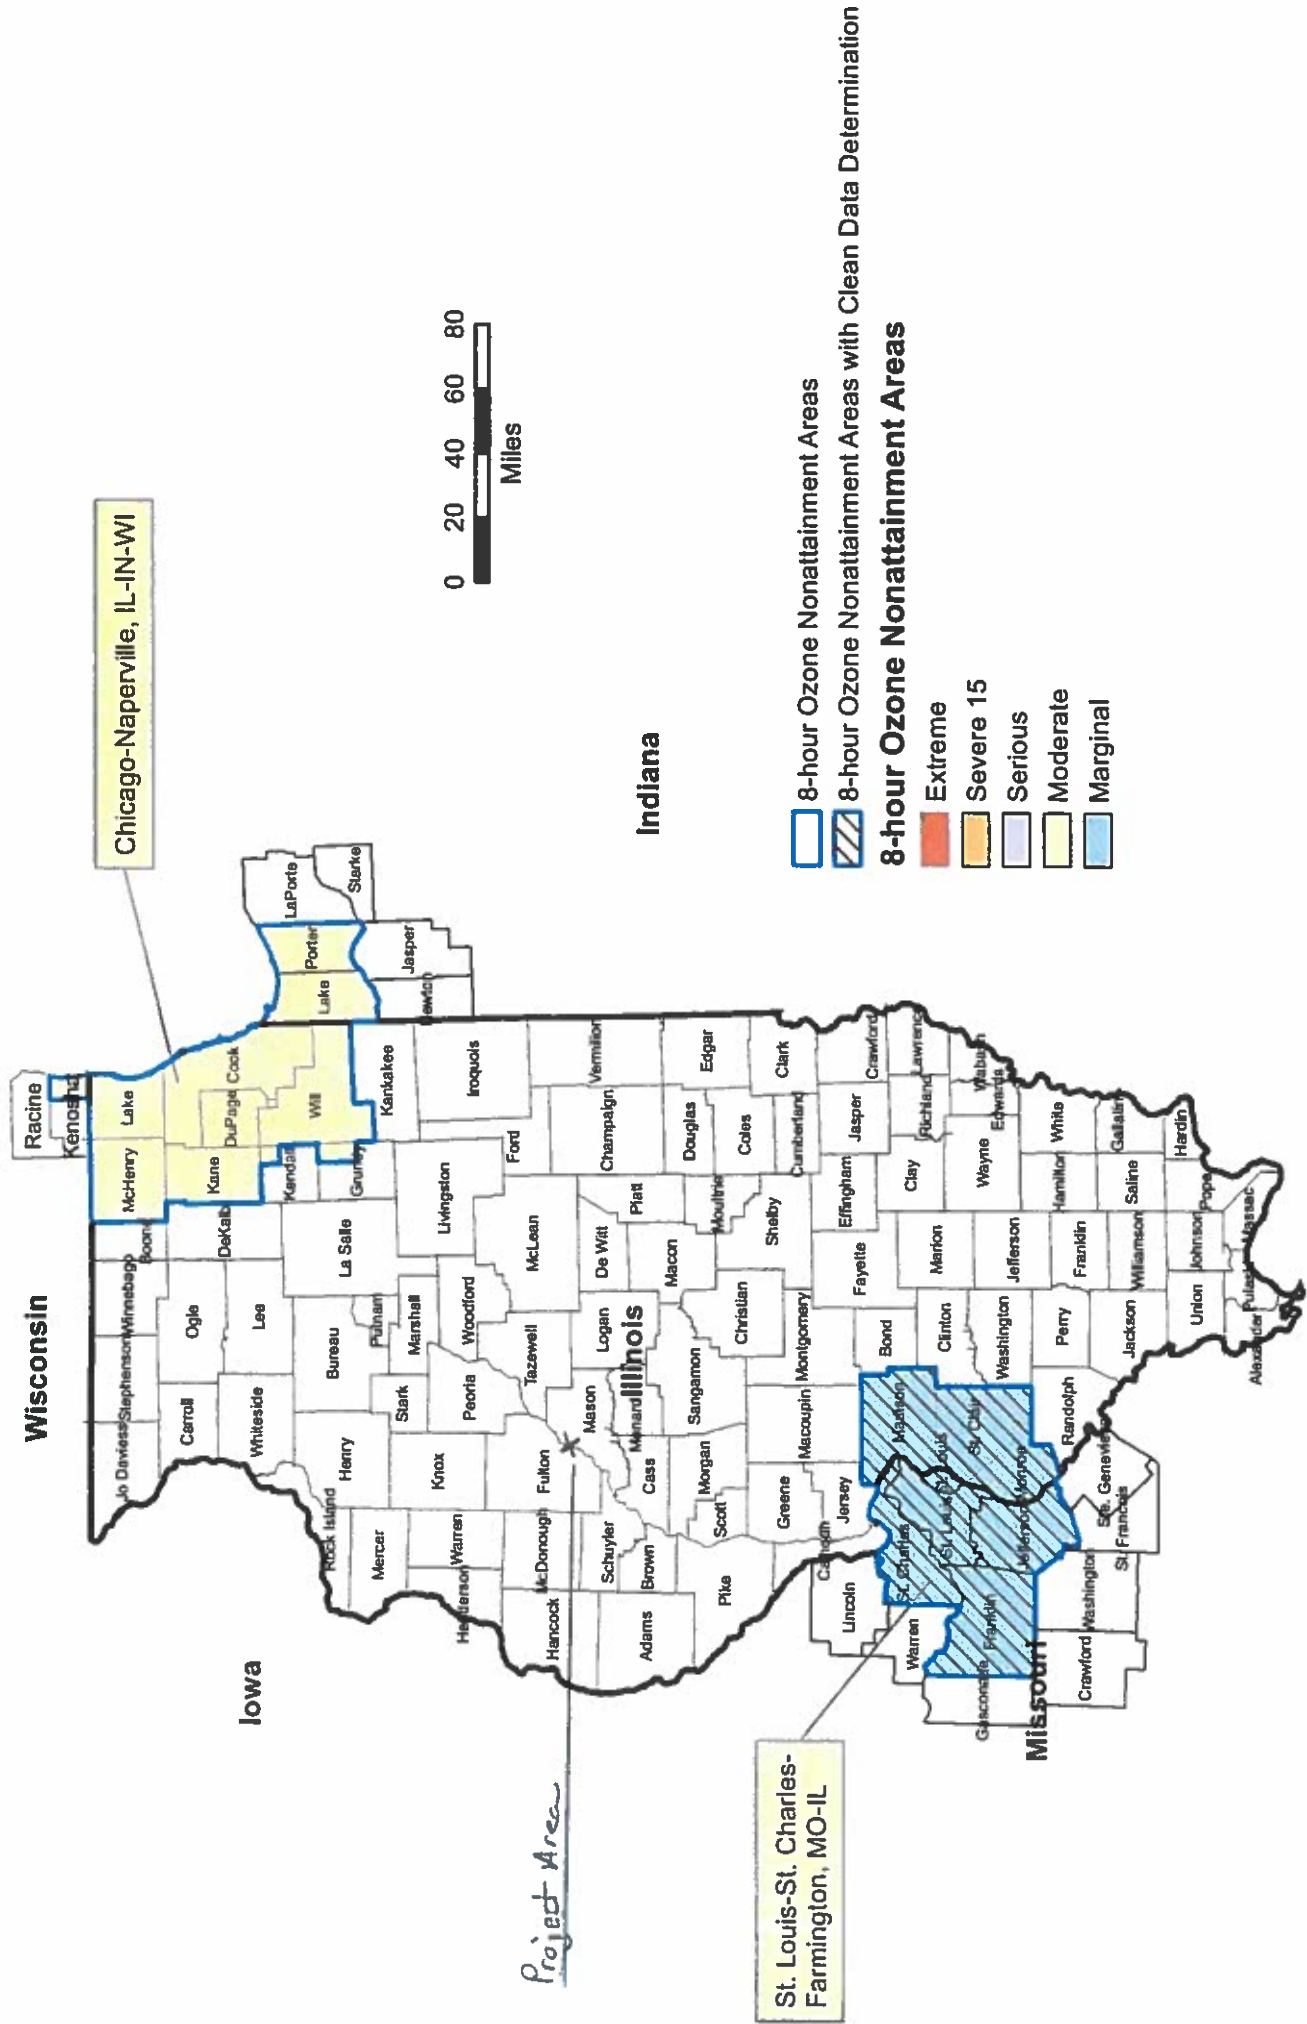 Wisconsin
Racine
Kenosha
Chicago-Naperville, IL-IN-WI
Jo Daviess
Stephenson
Winnebago
Boone
McHenry
Lake
Carroll
Ogle
DeKalb
Kane
DuPage
Cook
Whiteside
Lee
Kendall
Will
Lake
Porter
LaPorte
Starke
Rock Island
Henry
Bureau
Putnam
La Salle
Grundy
Kankakee
Newton
Jasper
Iowa
Mercer
Knox
Stark
Marshall
Livingston
Iroquois
Henderson
Warren
Peoria
Woodford
Ford
0 20 40 60 80
Miles
Hancock
McDonough
Fulton
Tazewell
McLean
Vermilion
Project Area
Schuyler
Mason
Logan
De Witt
Piatt
Champaign
Adams
Brown
Cass
Menard
Illinois
Macon
Douglas
Edgar
Indiana
Pike
Scott
Morgan
Sangamon
Christian
Moultrie
Coles
Clark
Greene
Macoupin
Montgomery
Shelby
Cumberland
Calhoun
Jersey
Fayette
Effingham
Jasper
Crawford
Lincoln
Madison
Bond
Marion
Clay
Richland
Lawrence
Warren
St. Charles
St. Louis
St. Louis
St. Clair
Clinton
Washington
Jefferson
Wayne
Edwards
Wabash
Gasconade
Franklin
Jefferson
Monroe
Randolph
Perry
Franklin
Hamilton
White
Missouri
Crawford
Washington
St. Francois
Ste. Genevieve
Jackson
Williamson
Saline
Gallatin
Union
Johnson
Pope
Hardin
Alexander
Pulaski
Massac
St. Louis-St. Charles-
Farmington, MO-IL
8-hour Ozone Nonattainment Areas
8-hour Ozone Nonattainment Areas with Clean Data Determination
8-hour Ozone Nonattainment Areas
Extreme
Severe 15
Serious
Moderate
Marginal